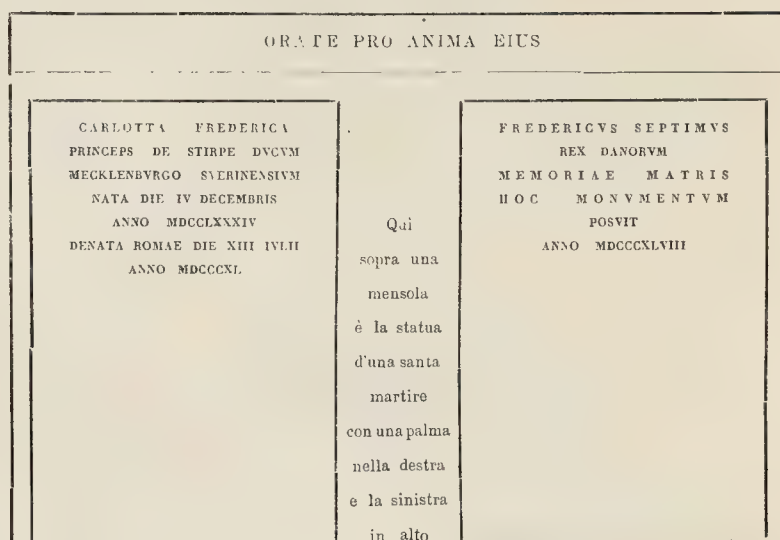 ORATE PRO ANIMA EIUS
CARLOTTA FREDERICA
PRINCEPS DE STIRPE DVCVM
MECKLENBVRGO SVERINENSIVM
NATA DIE IV DECEMBRIS
ANNO MDCCLXXXIV
DENATA ROMAE DIE XIII IVLII
ANNO MDCCCXL
Quì
sopra una
mensola
è la statua
d'una santa
martire
con una palma
nella destra
e la sinistra
in alto
FREDERICVS SEPTIMVS
REX DANORVM
MEMORIAE MATRIS
HOC MONVMENTVM
POSVIT
ANNO MDCCCXLVIII